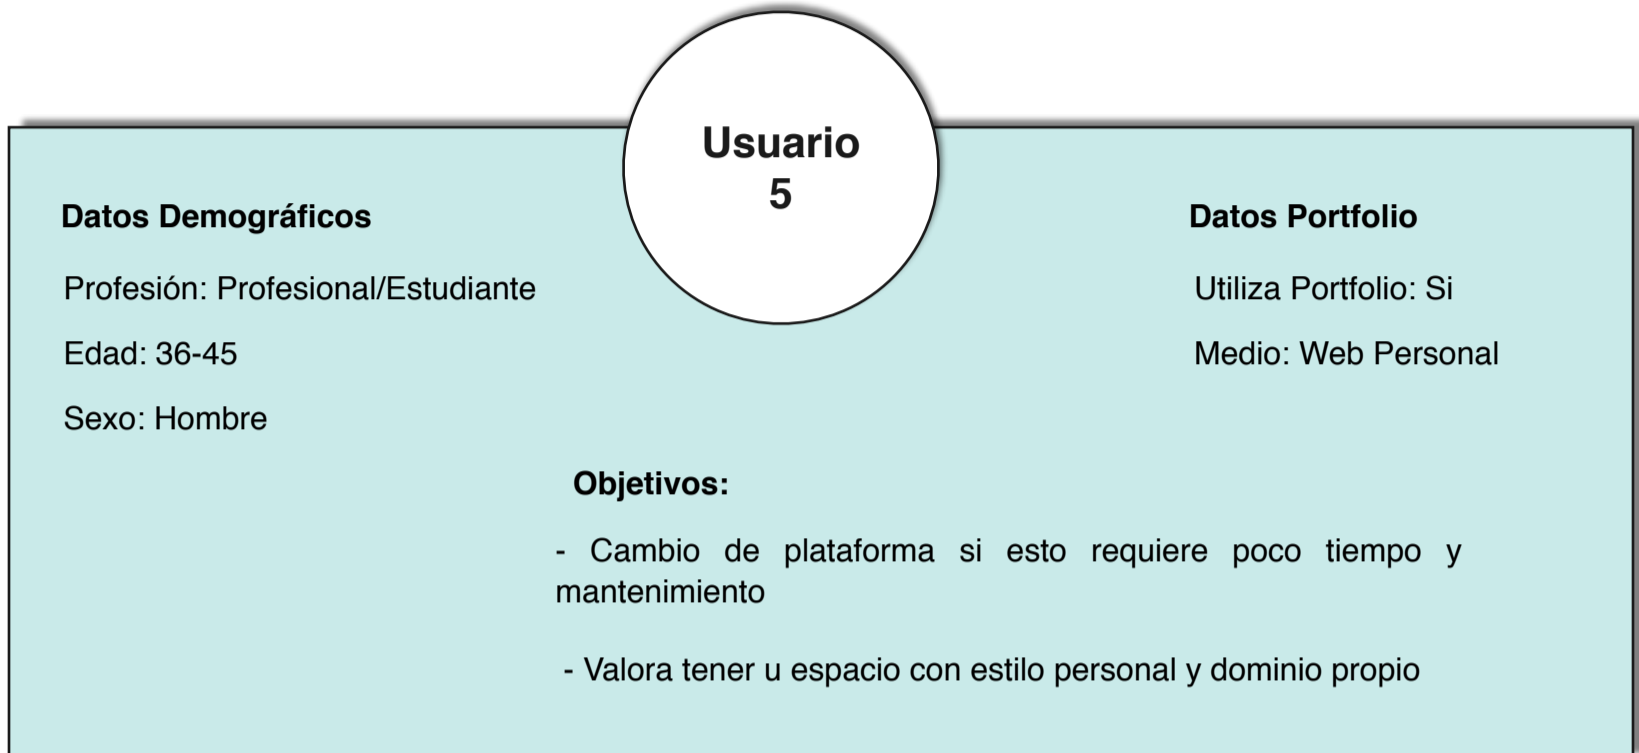 Usuario
5
Datos Demográficos
Profesión: Profesional/Estudiante
Edad: 36-45
Sexo: Hombre
Datos Portfolio
Utiliza Portfolio: Si
Medio: Web Personal
Objetivos:
- Cambio de plataforma si esto requiere poco tiempo y
mantenimiento
- Valora tener u espacio con estilo personal y dominio propio